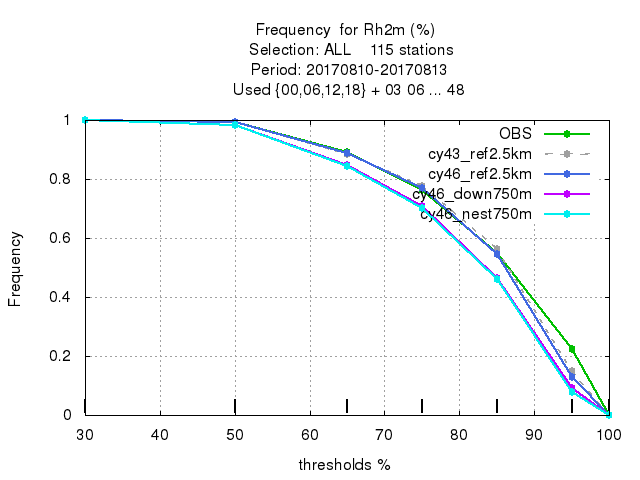 Frequency  for Rh2m (%)
Selection: ALL    115 stations
Period: 20170810-20170813
Used {00,06,12,18} + 03 06 ... 48
OBS
cy43_ref2.5km
cy46_ref2.5km
cy46_down750m
cy46_nest750m
1
0.8
0.6
0.4
0.2
0
Frequency
30 40 50 60 70 80 90 100
thresholds %